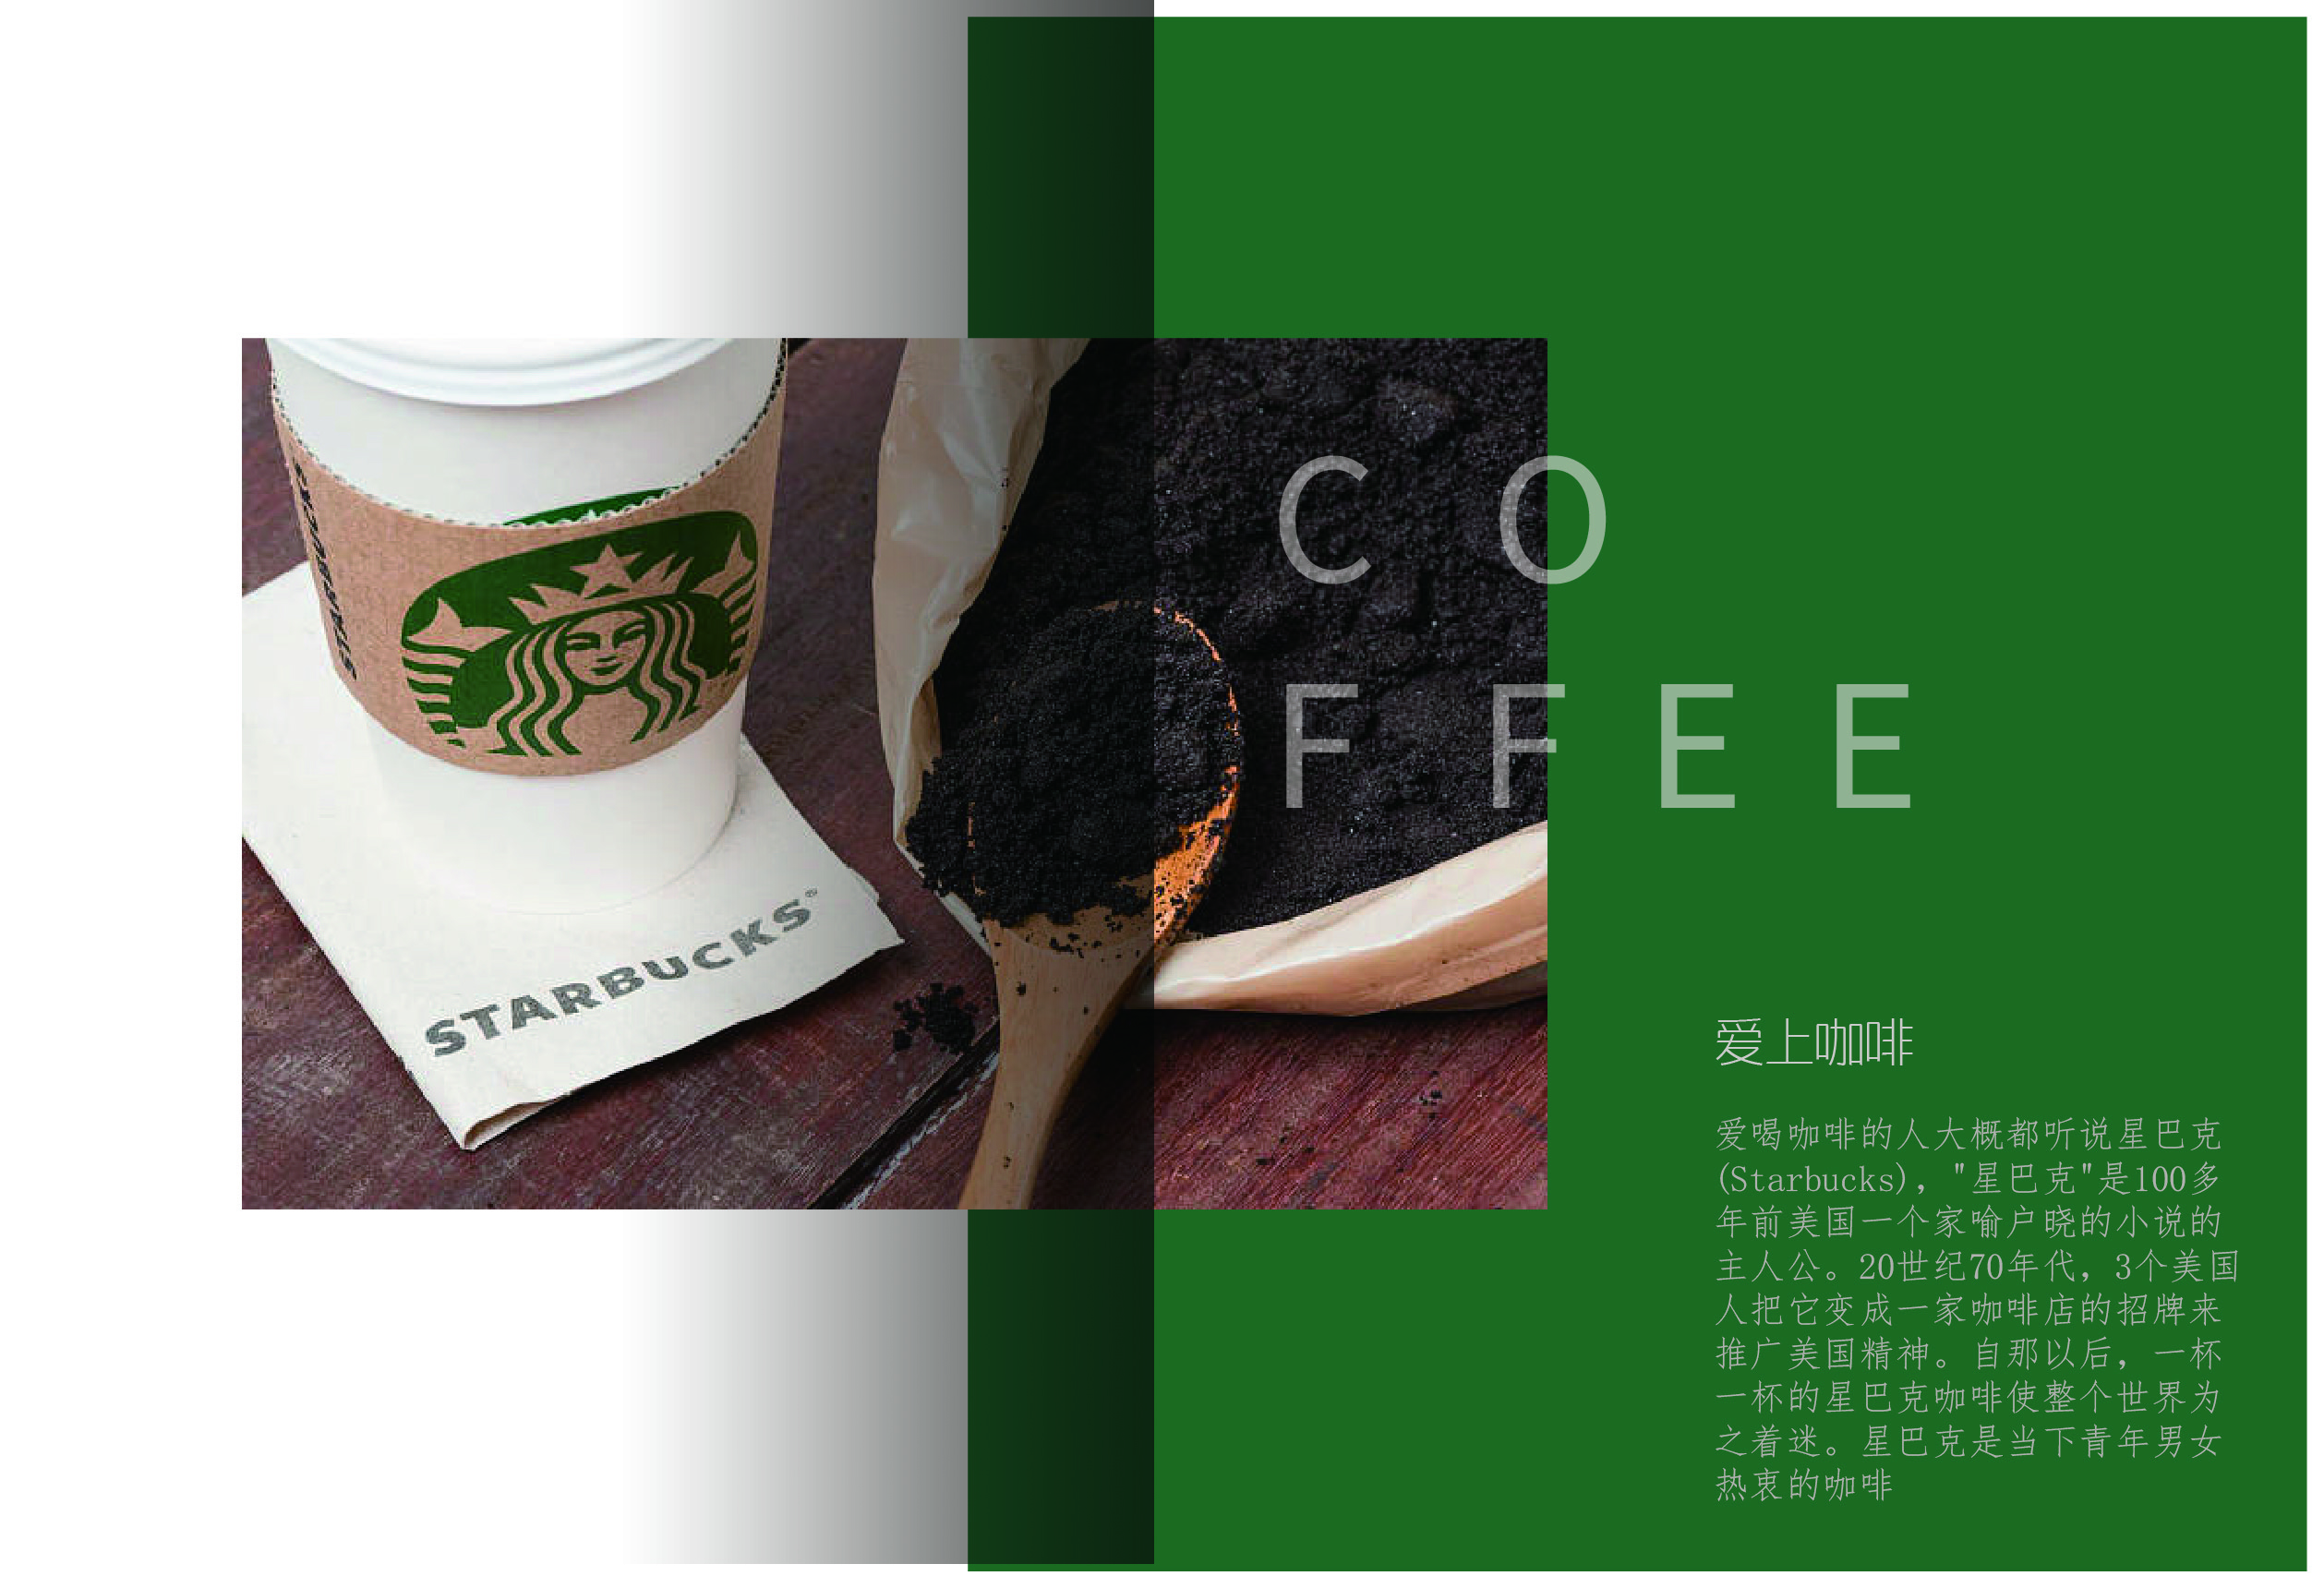 STARBUCKS
STARBUCKS®
C O
F F E E
爱上咖啡
爱喝咖啡的人大概都听说星巴克
(Starbucks)，"星巴克"是100多
年前美国一个家喻户晓的小说的
主人公。20世纪70年代，3个美国
人把它变成一家咖啡店的招牌来
推广美国精神。自那以后，一杯
一杯的星巴克咖啡使整个世界为
之着迷。星巴克是当下青年男女
热衷的咖啡